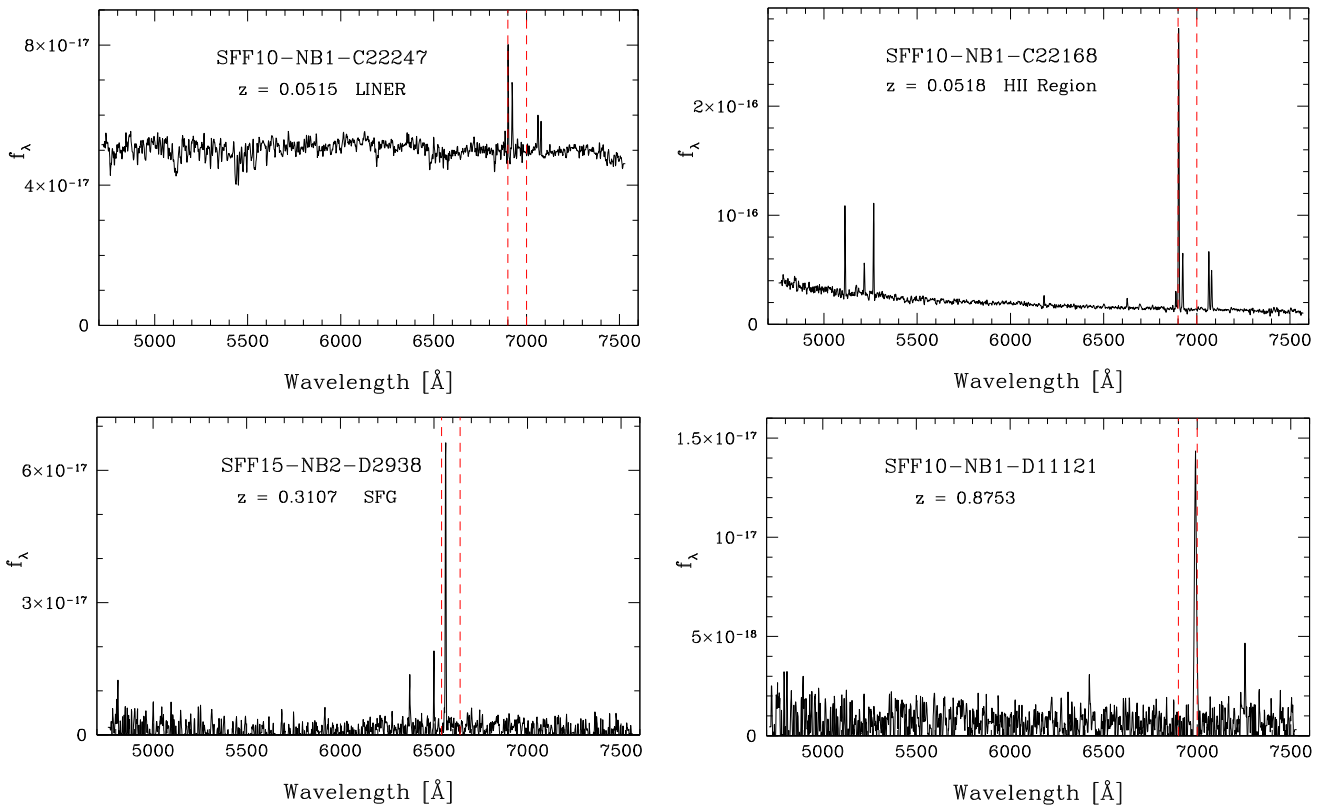 SFF10-NB1-C22247
z = 0.0515 LINER
8×10⁻¹⁷
4×10⁻¹⁷
0
fλ
5000 5500 6000 6500 7000 7500
Wavelength [Å]
SFF10-NB1-C22168
z = 0.0518 HII Region
2×10⁻¹⁶
10⁻¹⁶
0
fλ
5000 5500 6000 6500 7000 7500
Wavelength [Å]
SFF15-NB2-D2938
z = 0.3107 SFG
6×10⁻¹⁷
3×10⁻¹⁷
0
fλ
5000 5500 6000 6500 7000 7500
Wavelength [Å]
SFF10-NB1-D11121
z = 0.8753
1.5×10⁻¹⁷
10⁻¹⁷
5×10⁻¹⁸
0
fλ
5000 5500 6000 6500 7000 7500
Wavelength [Å]